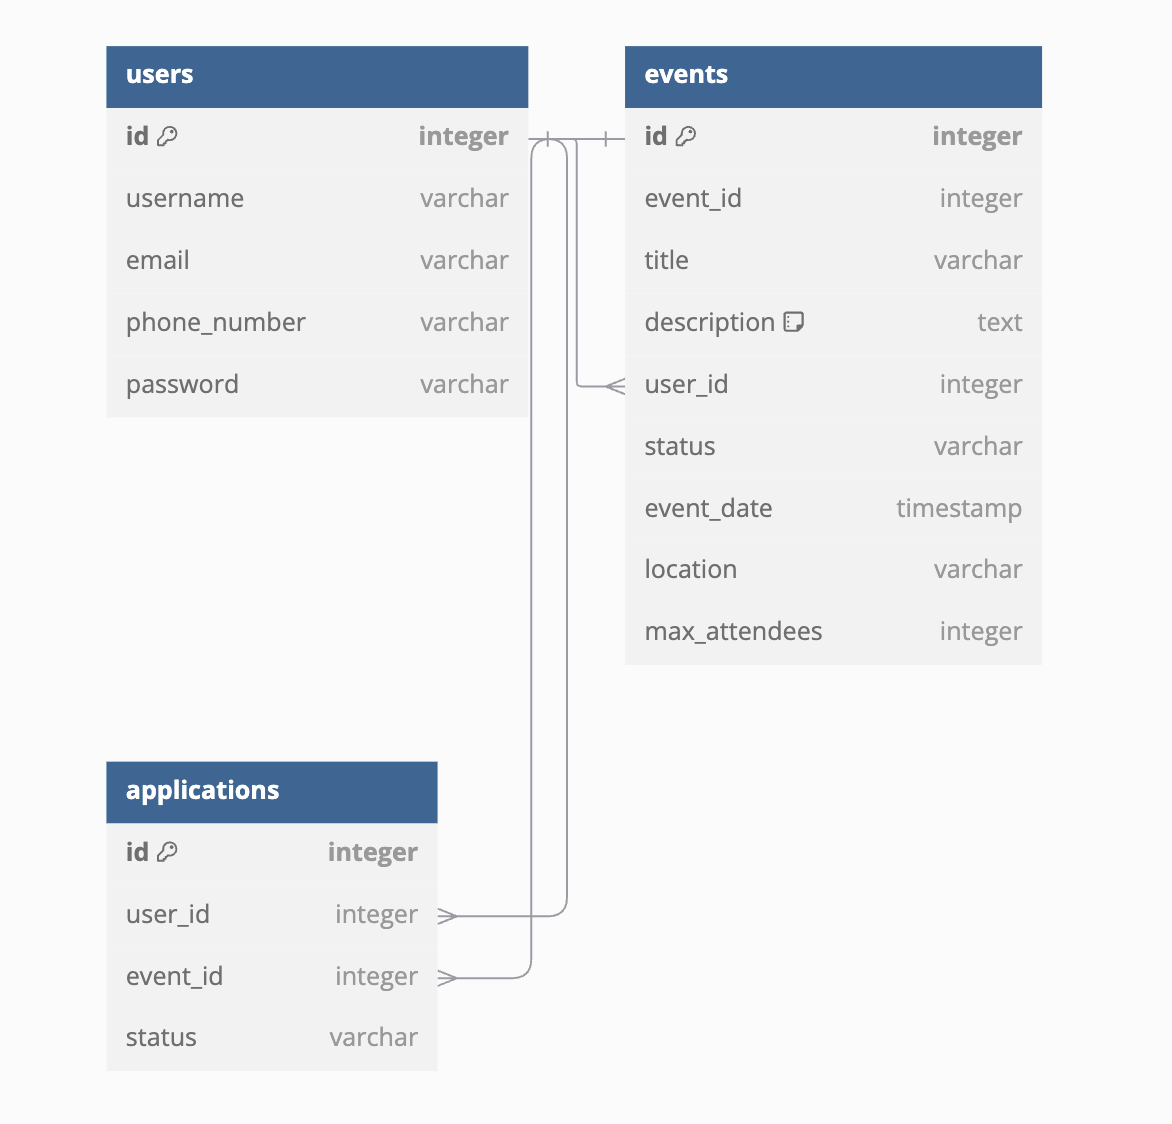 users
id integer
username varchar
email varchar
phone_number varchar
password varchar
events
id integer
event_id integer
title varchar
description text
user_id integer
status varchar
event_date timestamp
location varchar
max_attendees integer
applications
id integer
user_id integer
event_id integer
status varchar